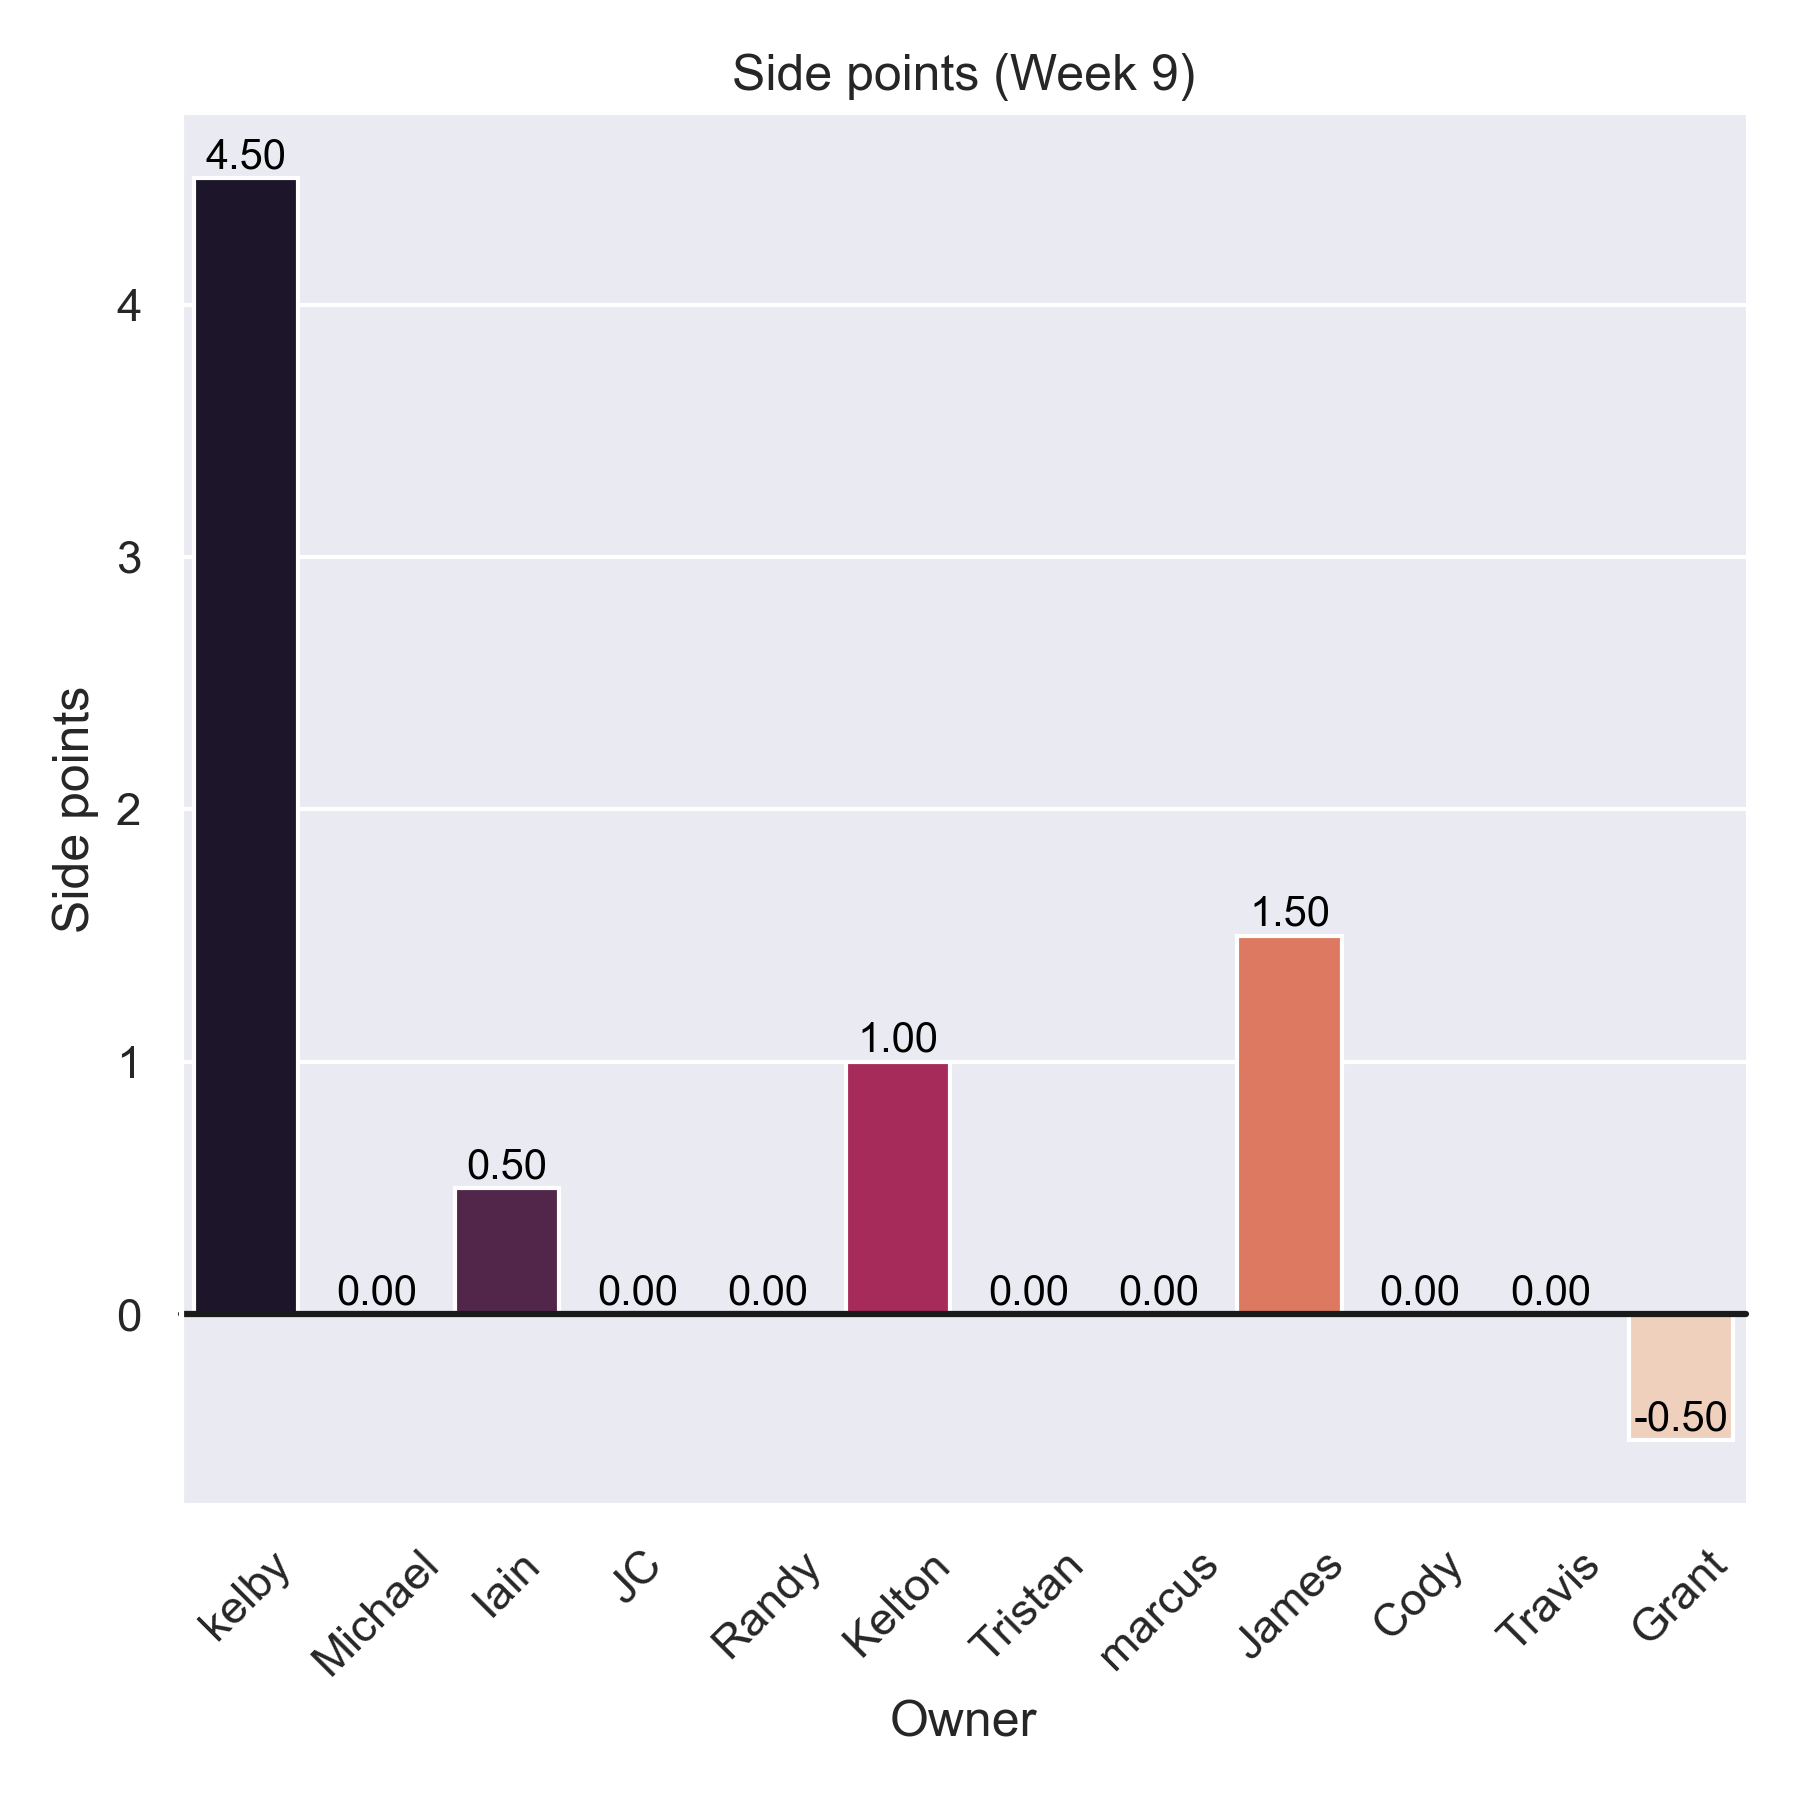 Side points (Week 9)
4.50
4
3
2
1.50
1.00
1
0.50
0.00
0.00
0.00
0.00
0.00
0.00
0.00
0
-0.50
Side points
kelby
Michael
Iain
JC
Randy
Kelton
Tristan
marcus
James
Cody
Travis
Grant
Owner